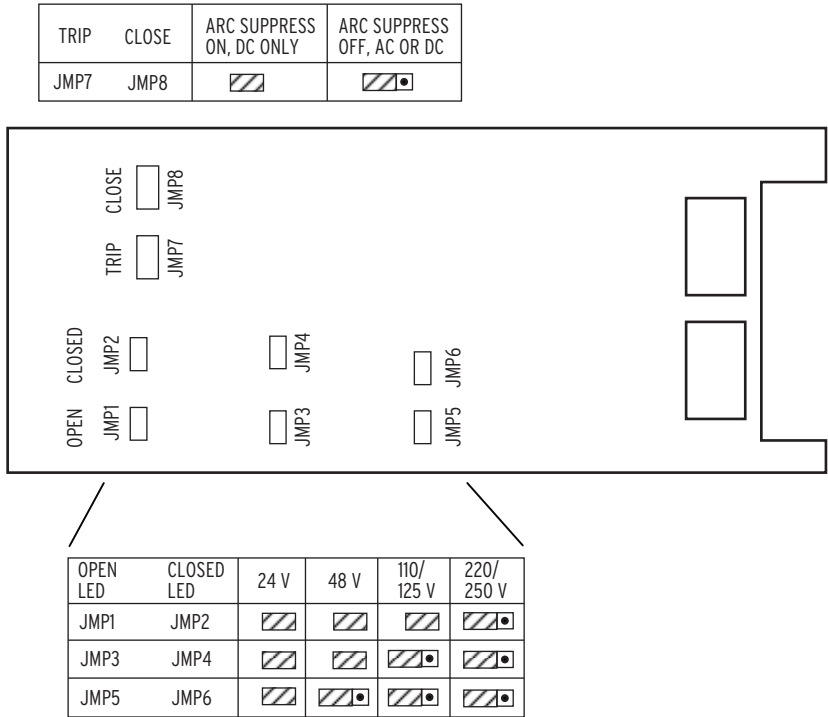 TRIP CLOSE ARC SUPPRESS ON, DC ONLY ARC SUPPRESS OFF, AC OR DC
JMP7 JMP8
CLOSE JMP8
TRIP JMP7
CLOSED JMP2 JMP4 JMP6
OPEN JMP1 JMP3 JMP5
OPEN LED CLOSED LED 24 V 48 V 110/ 125 V 220/ 250 V
JMP1 JMP2
JMP3 JMP4
JMP5 JMP6